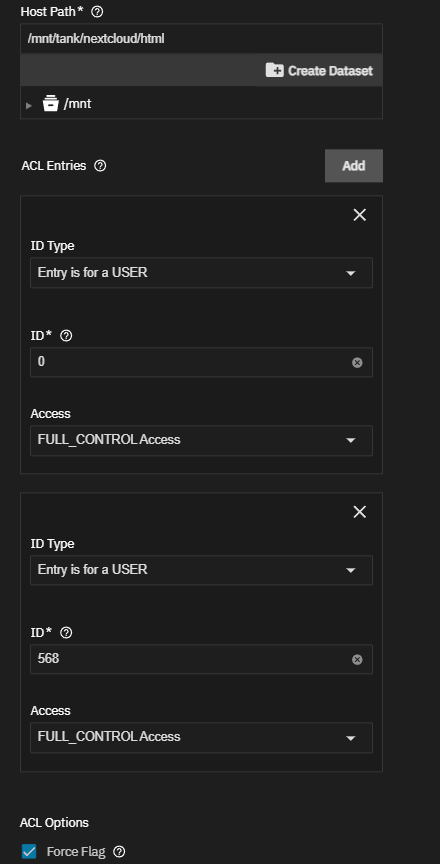 Host Path*
/mnt/tank/nextcloud/html
Create Dataset
/mnt
ACL Entries
Add
ID Type
Entry is for a USER
ID*
0
Access
FULL_CONTROL Access
ID Type
Entry is for a USER
ID*
568
Access
FULL_CONTROL Access
ACL Options
Force Flag